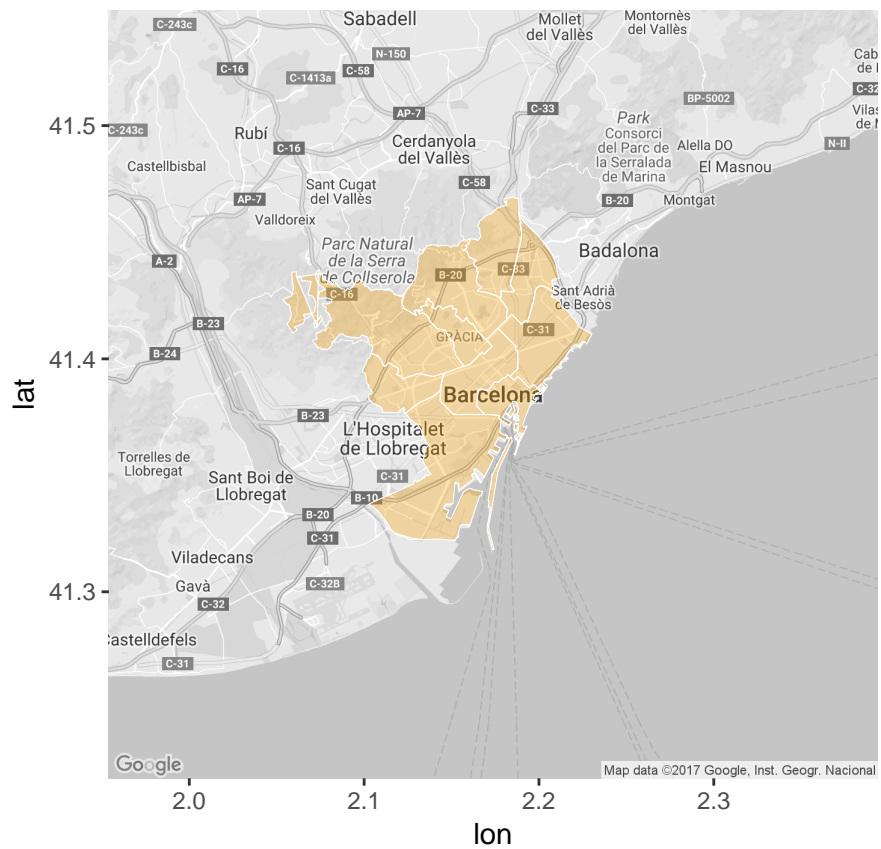 Sabadell
Mollet
del Vallès
Montornès
del Vallès
C-243c
N-150
C-16
C-58
C-1413a
BP-5002
AP-7
C-33
N-II
41.5
C-243c
Rubí
C-16
Cerdanyola
del Vallès
Park
Consorci
del Parc de
la Serralada
de Marina
Alella DO
El Masnou
Castellbisbal
Sant Cugat
del Vallès
C-58
AP-7
B-20
Montgat
Valldoreix
Parc Natural
de la Serra
de Collserola
Badalona
A-2
B-20
C-33
C-16
Sant Adrià
de Besòs
B-23
GRÀCIA
C-31
B-24
41.4
lat
Barcelona
B-23
L'Hospitalet
de Llobregat
Torrelles de
Llobregat
Sant Boi de
Llobregat
C-31
B-10
B-20
C-31
Viladecans
Gavà
C-32B
41.3
C-32
Castelldefels
C-31
Google
Map data ©2017 Google, Inst. Geogr. Nacional
2.0
2.1
2.2
2.3
lon